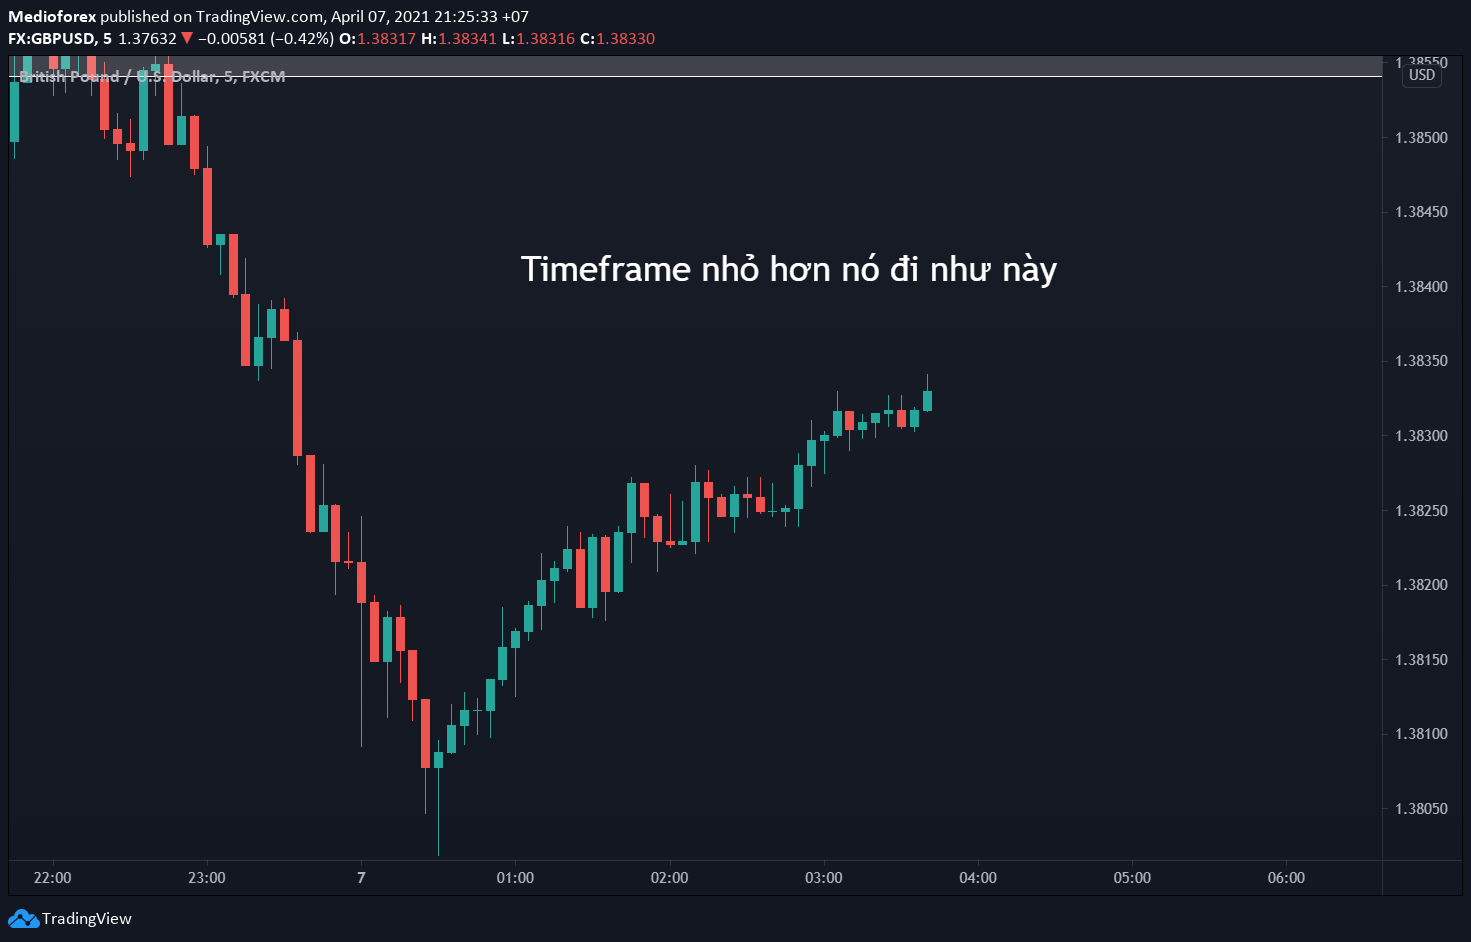 Medioforex published on TradingView.com, April 07, 2021 21:25:33 +07
FX:GBPUSD, 5 1.37632 ▼ −0.00581 (−0.42%) O:1.38317 H:1.38341 L:1.38316 C:1.38330
British Pound / U.S. Dollar, 5, FXCM
1.38550
USD
1.38500
1.38450
Timeframe nhỏ hơn nó đi như này
1.38400
1.38350
1.38300
1.38250
1.38200
1.38150
1.38100
1.38050
22:00 23:00 7 01:00 02:00 03:00 04:00 05:00 06:00
TradingView